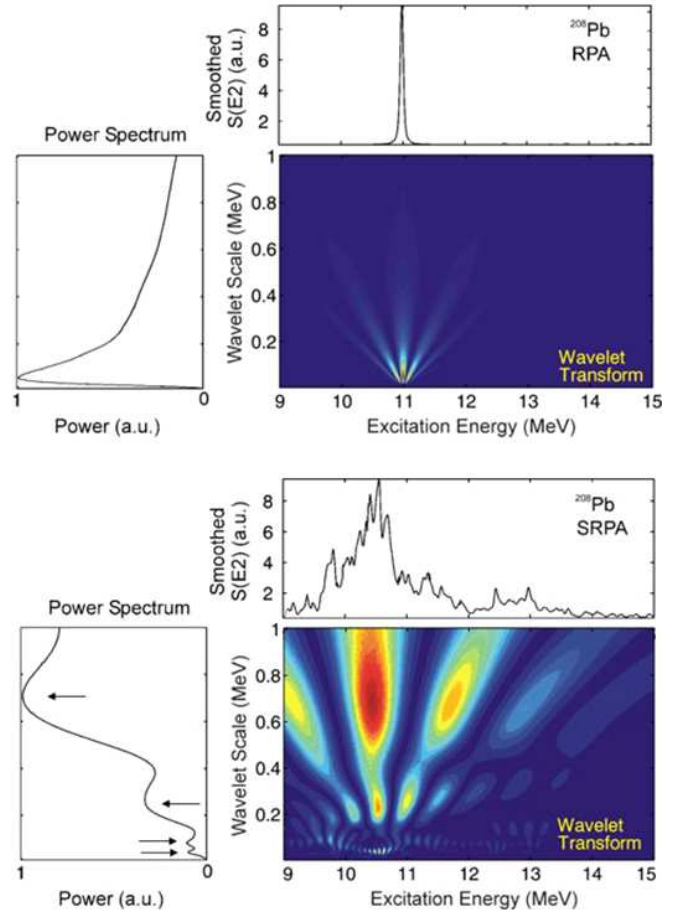 Smoothed
S(E2) (a.u.)
8
6
4
2
²⁰⁸Pb
RPA
Power Spectrum
1
0
Power (a.u.)
Wavelet Scale (MeV)
1
0.8
0.6
0.4
0.2
Wavelet
Transform
9 10 11 12 13 14 15
Excitation Energy (MeV)
Smoothed
S(E2) (a.u.)
8
6
4
2
²⁰⁸Pb
SRPA
Power Spectrum
1
0
Power (a.u.)
Wavelet Scale (MeV)
1
0.8
0.6
0.4
0.2
Wavelet
Transform
9 10 11 12 13 14 15
Excitation Energy (MeV)